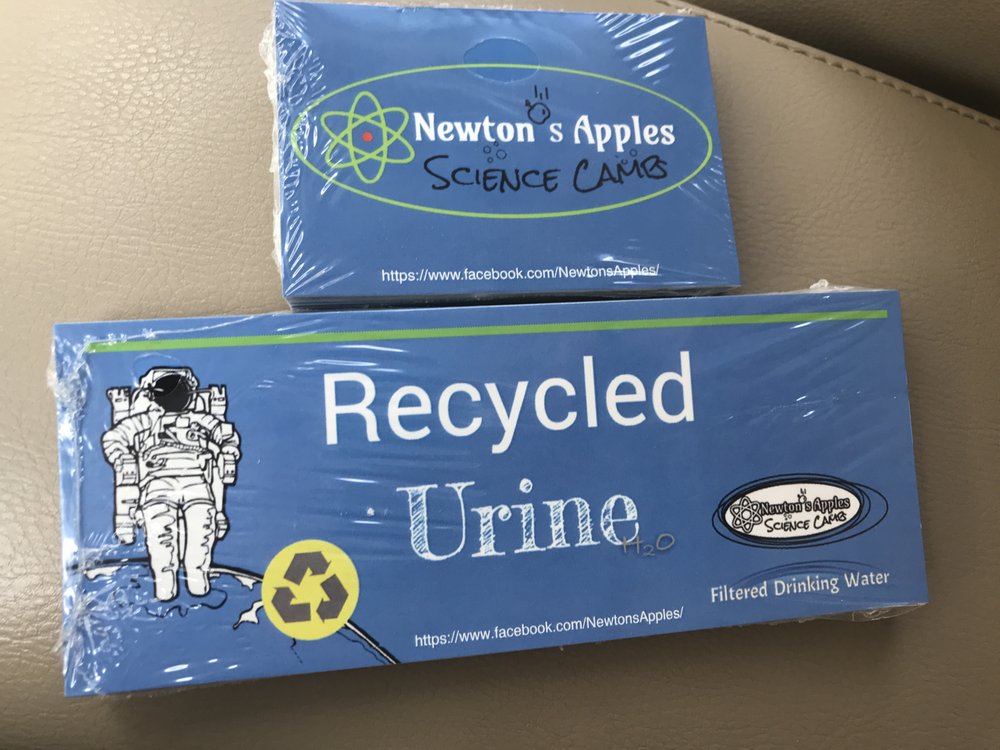 Newton's Apples
SCIENCE CAMPS
https://www.facebook.com/NewtonsApples/
Recycled
Urine
H2O
Newton's Apples
SCIENCE CAMPS
Filtered Drinking Water
https://www.facebook.com/NewtonsApples/